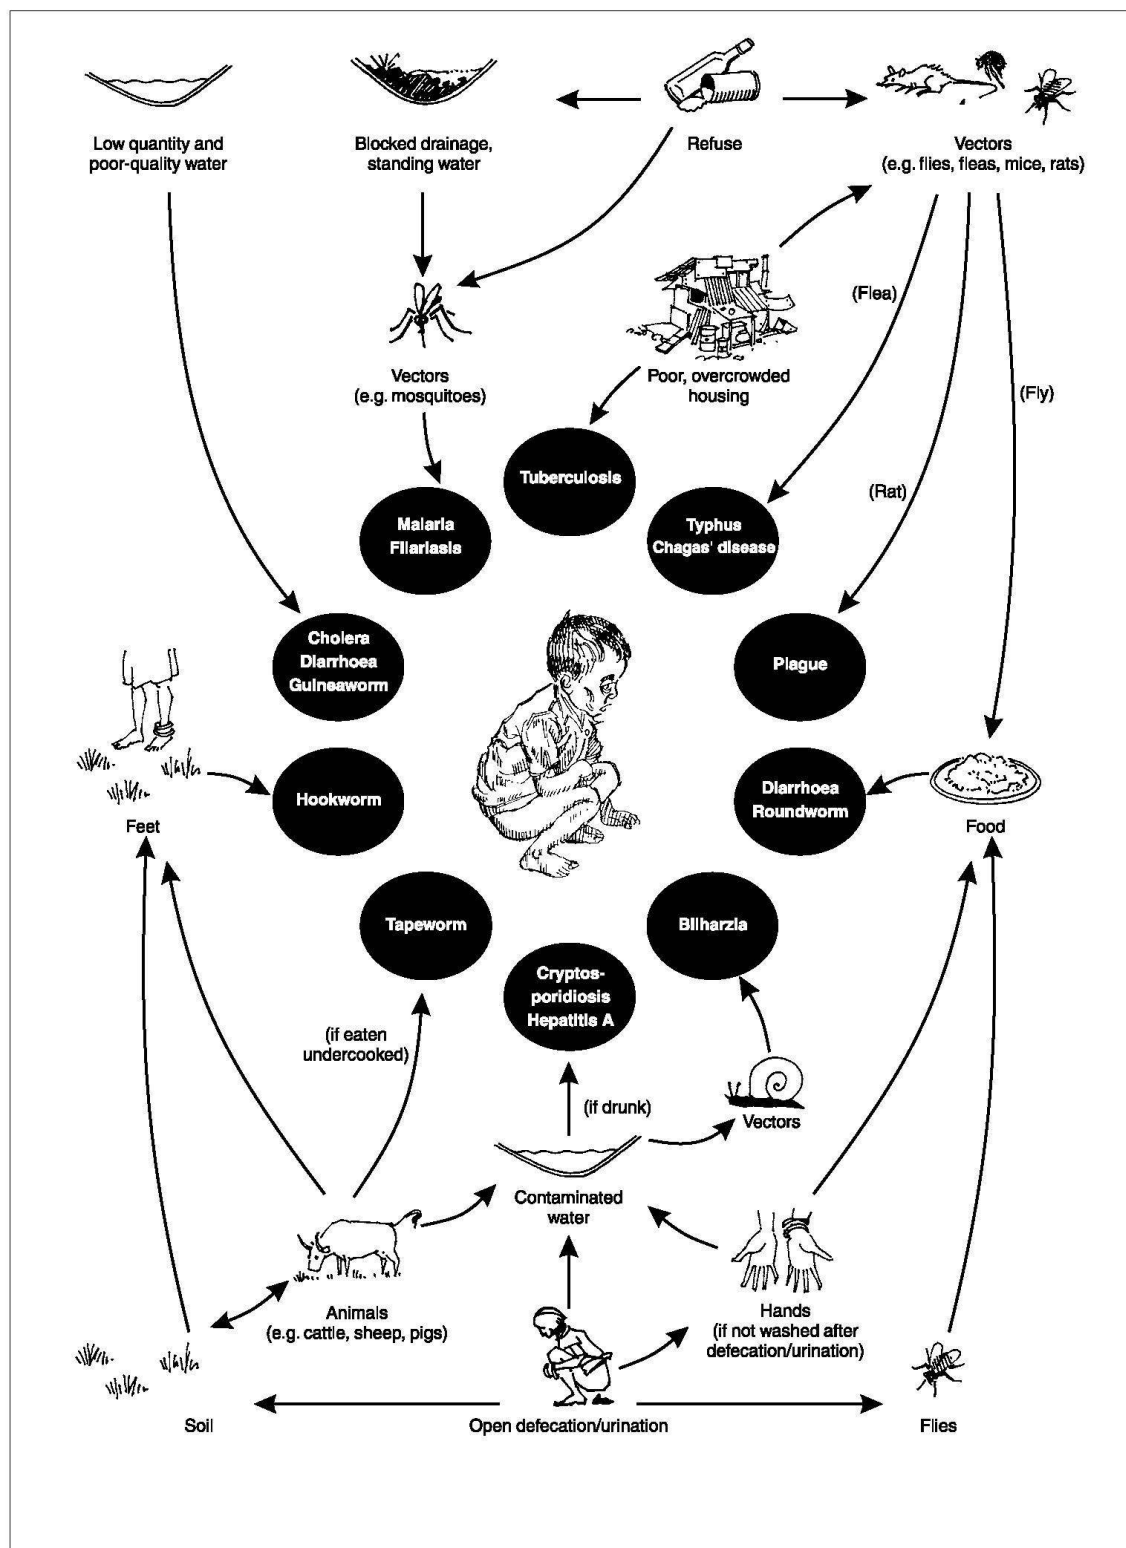 Low quantity and
poor-quality water
Blocked drainage,
standing water
Refuse
Vectors
(e.g. flies, fleas, mice, rats)
Vectors
(e.g. mosquitoes)
Poor, overcrowded
housing
(Flea)
(Fly)
(Rat)
Tuberculosis
Malaria
Filariasis
Typhus
Chagas' disease
Cholera
Diarrhoea
Guineaworm
Plague
Feet
Hookworm
Diarrhoea
Roundworm
Food
Tapeworm
Bilharzia
Cryptos-
poridiosis
Hepatitis A
(if eaten
undercooked)
(if drunk)
Vectors
Contaminated
water
Animals
(e.g. cattle, sheep, pigs)
Hands
(if not washed after
defecation/urination)
Soil
Open defecation/urination
Flies